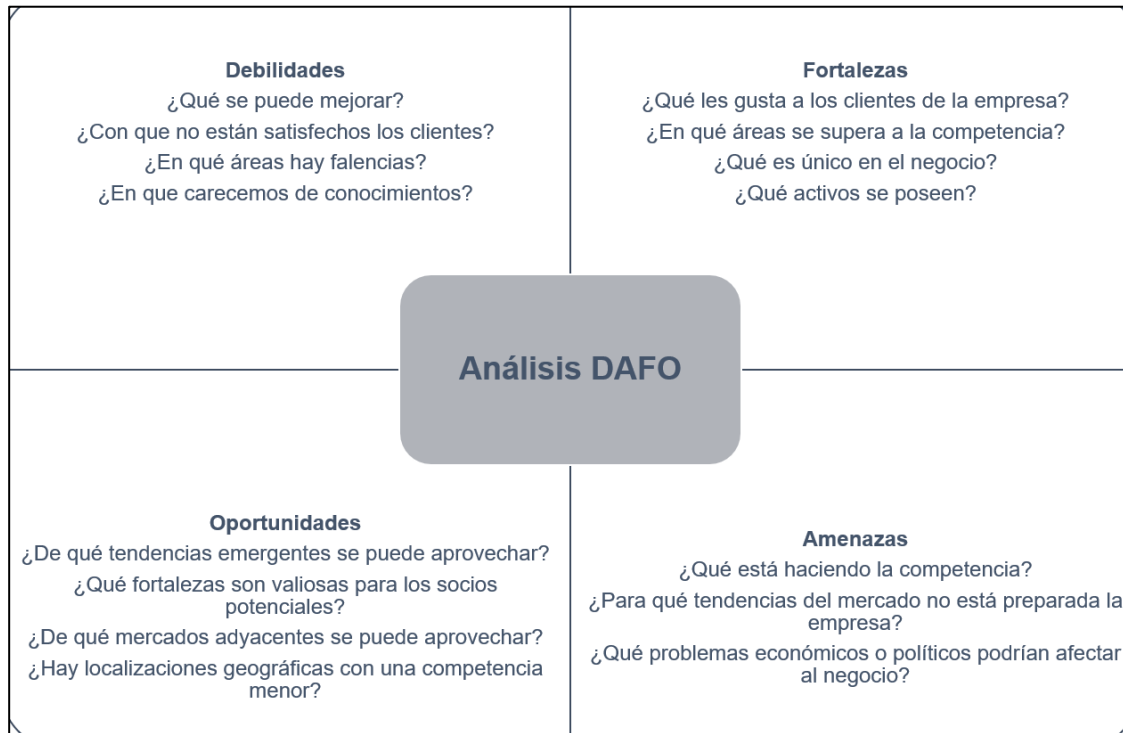 Debilidades
¿Qué se puede mejorar?
¿Con que no están satisfechos los clientes?
¿En qué áreas hay falencias?
¿En que carecemos de conocimientos?
Fortalezas
¿Qué les gusta a los clientes de la empresa?
¿En qué áreas se supera a la competencia?
¿Qué es único en el negocio?
¿Qué activos se poseen?
Análisis DAFO
Oportunidades
¿De qué tendencias emergentes se puede aprovechar?
¿Qué fortalezas son valiosas para los socios
potenciales?
¿De qué mercados adyacentes se puede aprovechar?
¿Hay localizaciones geográficas con una competencia
menor?
Amenazas
¿Qué está haciendo la competencia?
¿Para qué tendencias del mercado no está preparada la
empresa?
¿Qué problemas económicos o políticos podrían afectar
al negocio?